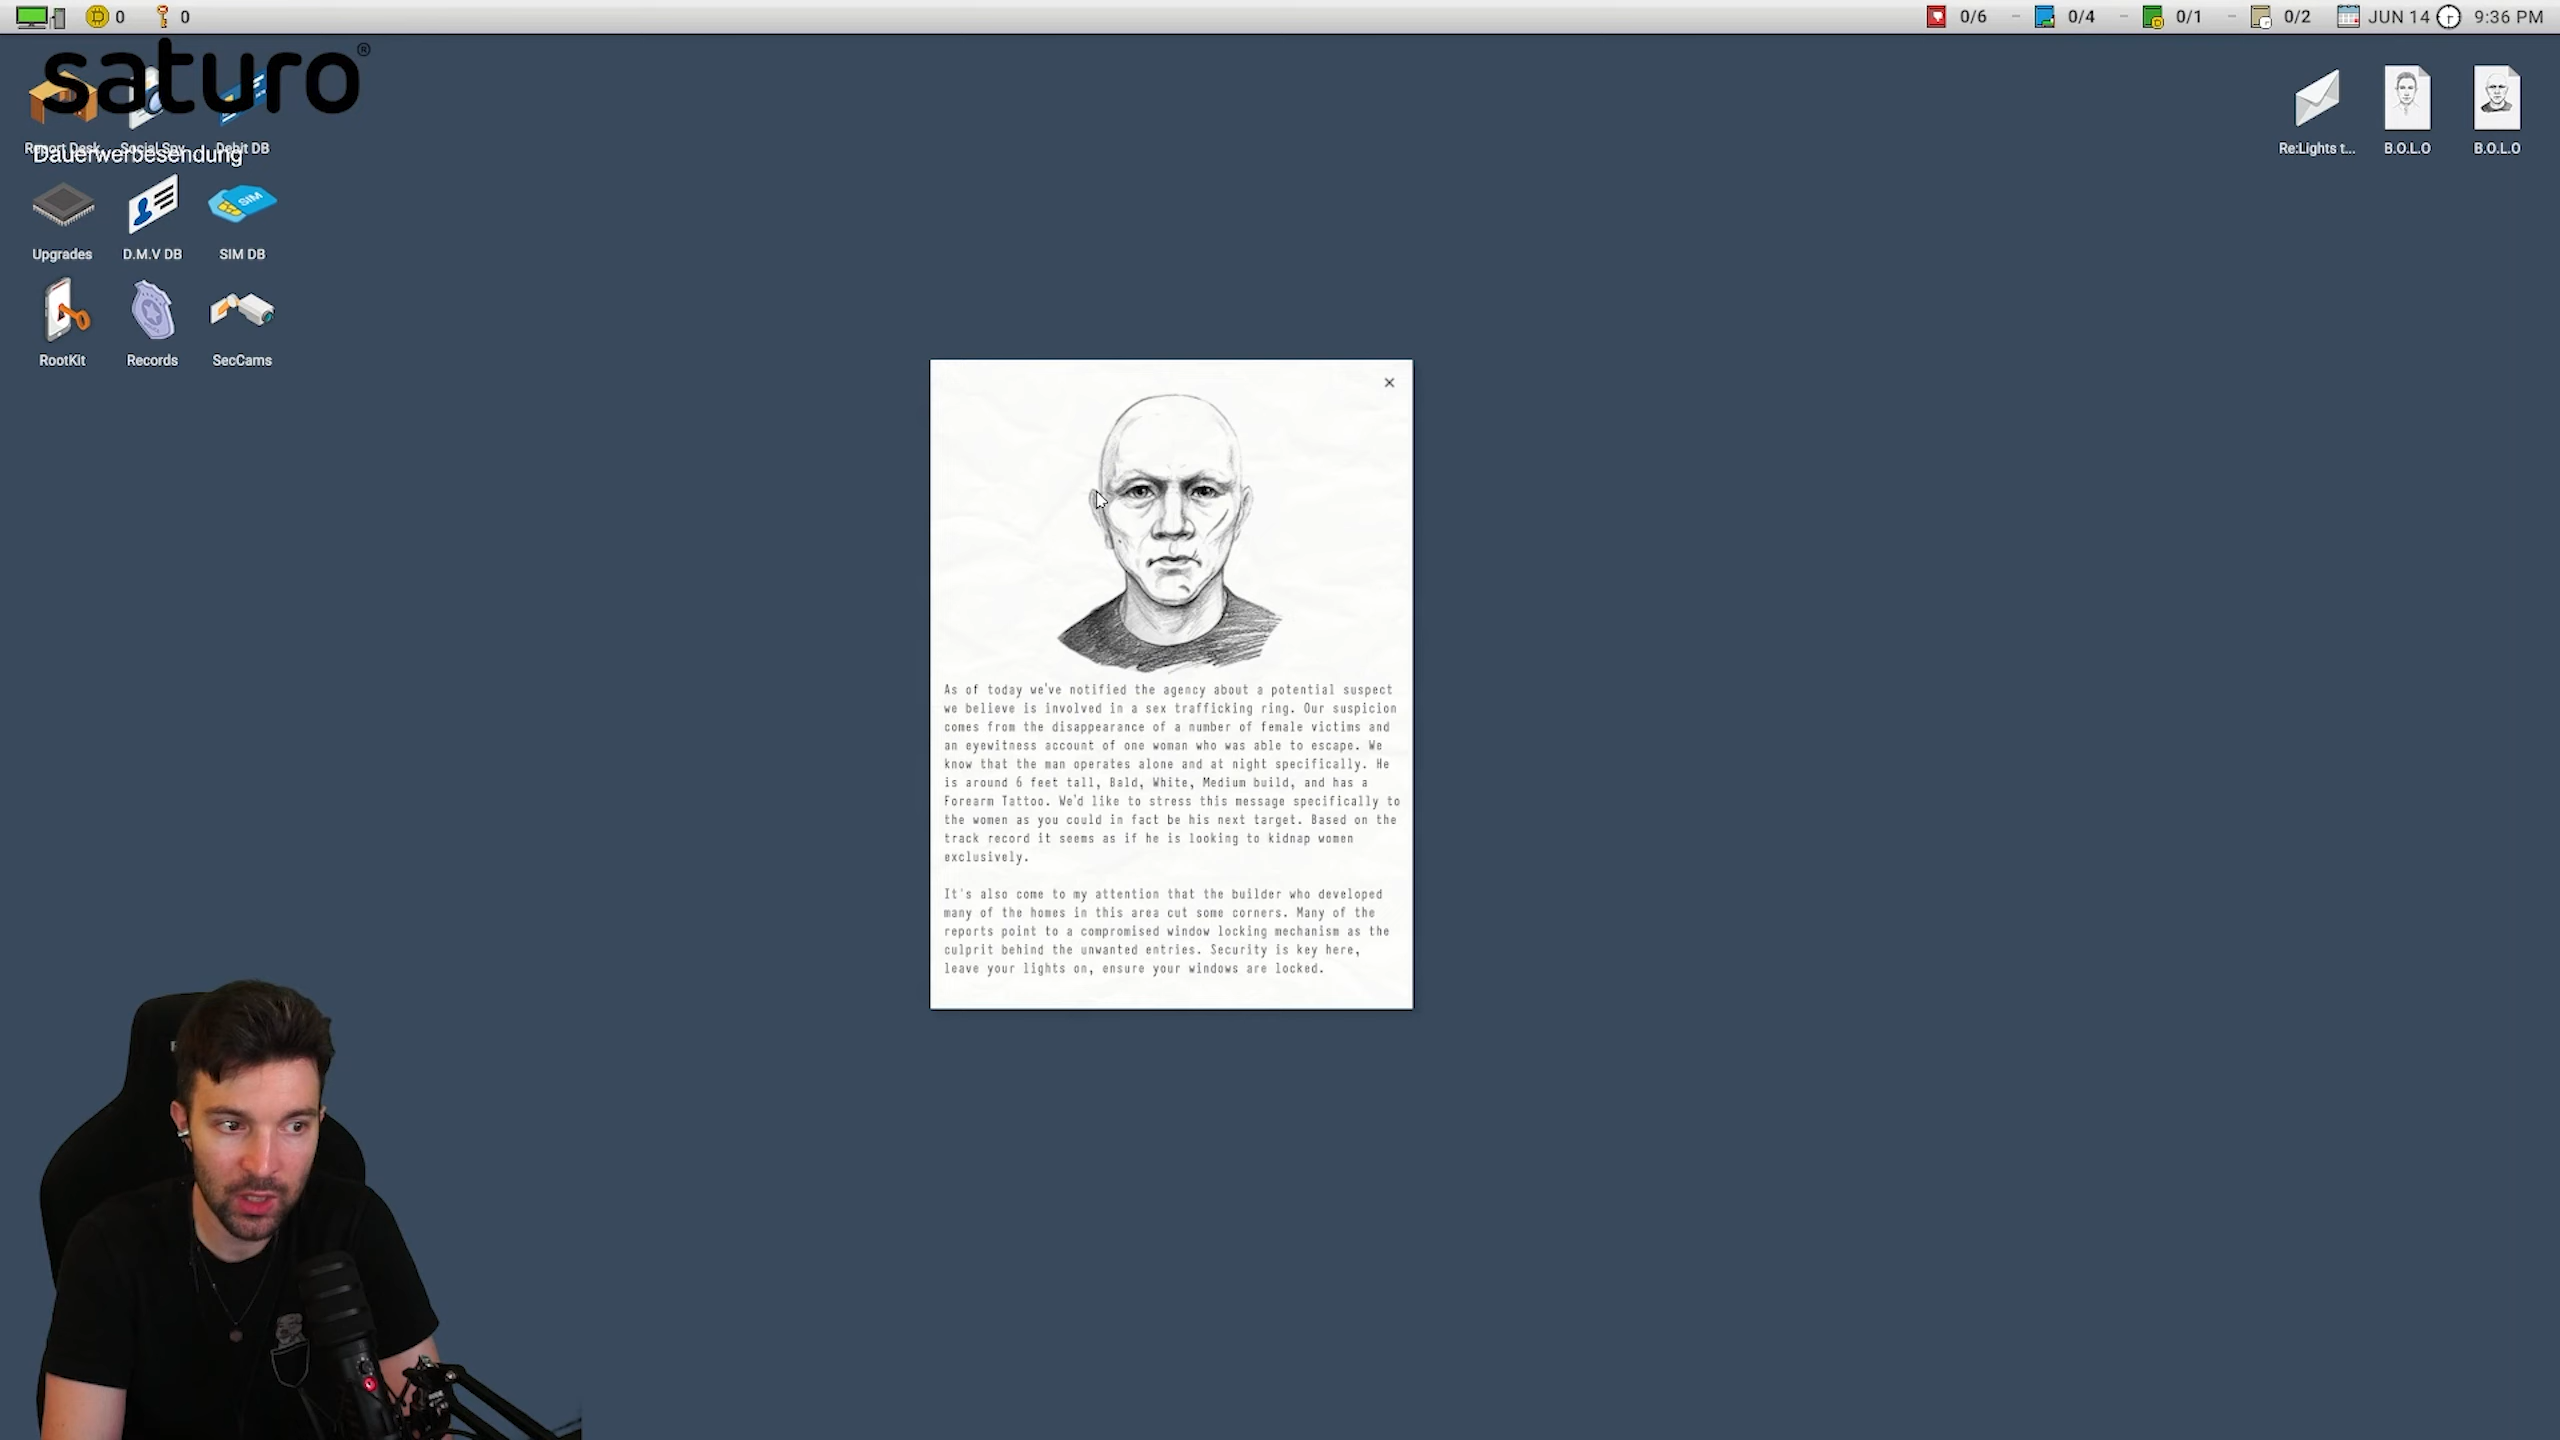 0 0 0/6 – 0/4 – 0/1 – 0/2 JUN 14 9:36 PM
saturo®
Dauerwerbesendung
Report Desk Social Spy Debit DB
Upgrades D.M.V DB SIM DB
RootKit Records SecCams
Re:Lights t... B.O.L.O B.O.L.O
As of today we've notified the agency about a potential suspect
we believe is involved in a sex trafficking ring. Our suspicion
comes from the disappearance of a number of female victims and
an eyewitness account of one woman who was able to escape. We
know that the man operates alone and at night specifically. He
is around 6 feet tall, Bald, White, Medium build, and has a
Forearm Tattoo. We'd like to stress this message specifically to
the women as you could in fact be his next target. Based on the
track record it seems as if he is looking to kidnap women
exclusively.
It's also come to my attention that the builder who developed
many of the homes in this area cut some corners. Many of the
reports point to a compromised window locking mechanism as the
culprit behind the unwanted entries. Security is key here,
leave your lights on, ensure your windows are locked.